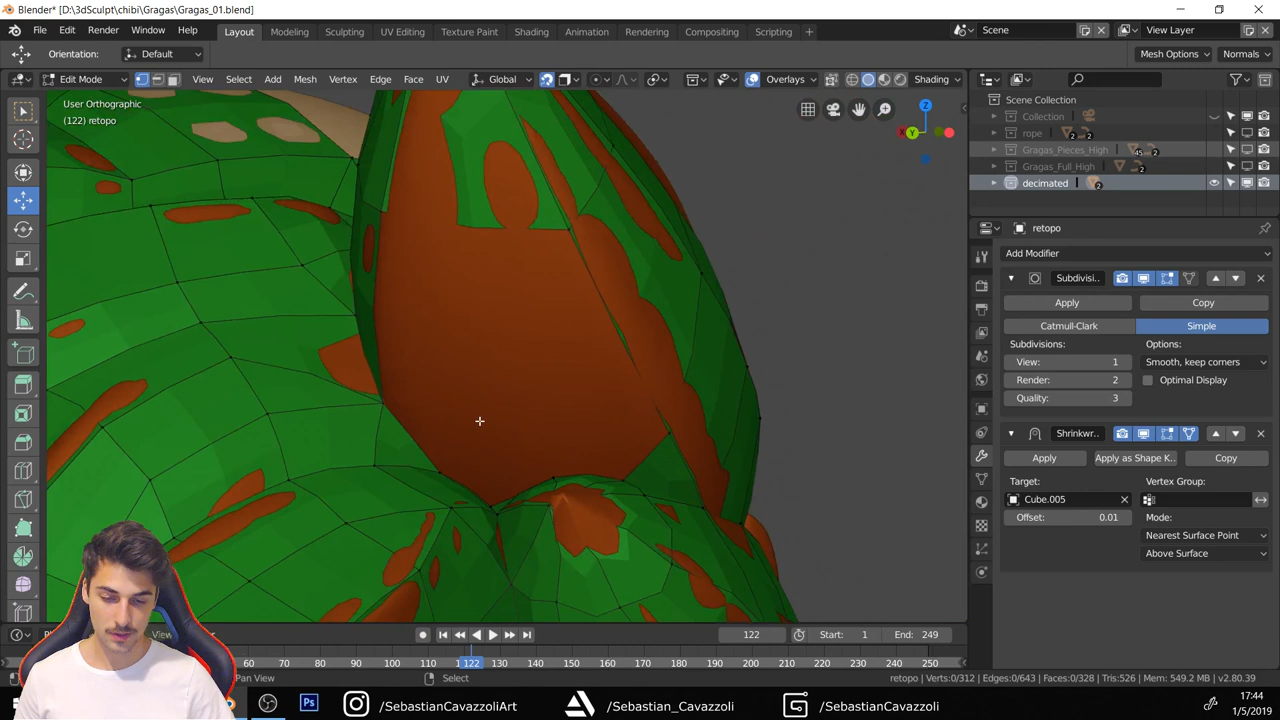 Blender* [D:\3dSculpt\chibi\Gragas\Gragas_01.blend]
File Edit Render Window Help
Layout Modeling Sculpting UV Editing Texture Paint Shading Animation Rendering Compositing Scripting +
Scene View Layer
Orientation: Default Mesh Options Normals
Edit Mode View Select Add Mesh Vertex Edge Face UV Global Overlays Shading
User Orthographic
(122) retopo
Z
X Y
Scene Collection
Collection
rope 2 2
Gragas_Pieces_High 45 2
Gragas_Full_High 2
decimated 2
retopo
Add Modifier
Subdivisi..
Apply Copy
Catmull-Clark Simple
Subdivisions: Options:
View: 1 Smooth, keep corners
Render: 2 Optimal Display
Quality: 3
Shrinkwr..
Apply Apply as Shape K.. Copy
Target: Vertex Group:
Cube.005
Offset: 0.01 Mode:
Nearest Surface Point
Above Surface
View
122 Start: 1 End: 249
60 70 80 90 100 110 122 130 140 150 160 170 180 190 200 210 220 230 240 250
Pan View Select
retopo | Verts:0/312 | Edges:0/643 | Faces:0/328 | Tris:526 | Mem: 549.2 MB | v2.80.39
Ps /SebastianCavazzoliArt /Sebastian_Cavazzoli /SebastianCavazzoli
17:44
1/5/2019